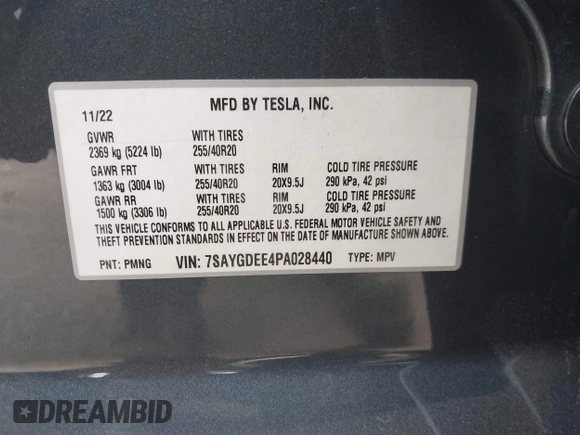 MFD BY TESLA, INC.
11/22
GVWR WITH TIRES
2369 kg (5224 lb) 255/40R20
GAWR FRT WITH TIRES RIM COLD TIRE PRESSURE
1363 kg (3004 lb) 255/40R20 20X9.5J 290 kPa, 42 psi
GAWR RR WITH TIRES RIM COLD TIRE PRESSURE
1500 kg (3306 lb) 255/40R20 20X9.5J 290 kPa, 42 psi
THIS VEHICLE CONFORMS TO ALL APPLICABLE U.S. FEDERAL MOTOR VEHICLE SAFETY AND
THEFT PREVENTION STANDARDS IN EFFECT ON THE DATE OF MANUFACTURE SHOWN ABOVE.
PNT: PMNG VIN: 7SAYGDEE4PA028440 TYPE: MPV
DREAMBID